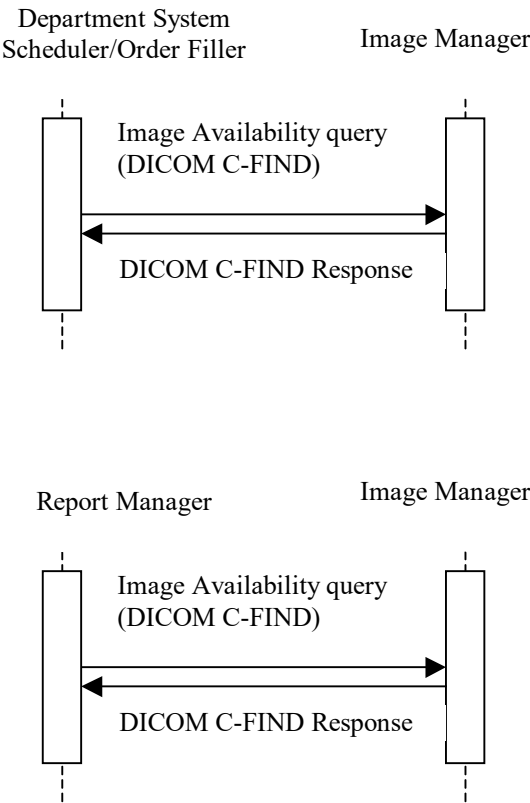 Department System
Scheduler/Order Filler
Image Manager
Image Availability query
(DICOM C-FIND)
DICOM C-FIND Response
Report Manager
Image Manager
Image Availability query
(DICOM C-FIND)
DICOM C-FIND Response